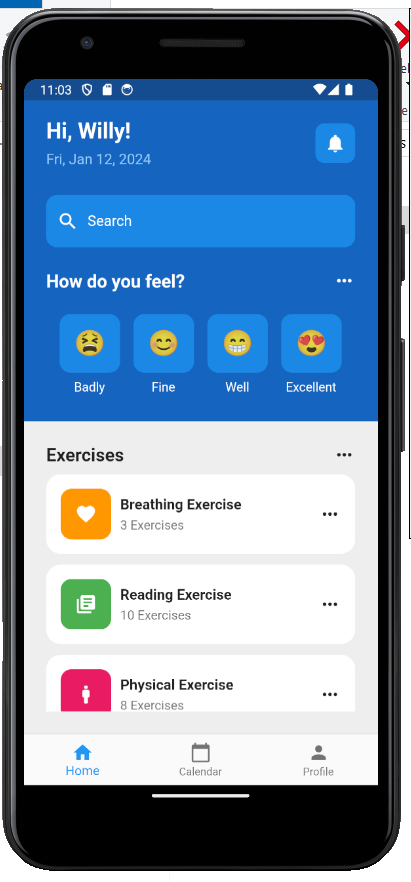 11:03
Hi, Willy!
Fri, Jan 12, 2024
Search
How do you feel?
Badly Fine Well Excellent
Exercises
Breathing Exercise
3 Exercises
Reading Exercise
10 Exercises
Physical Exercise
8 Exercises
Home Calendar Profile